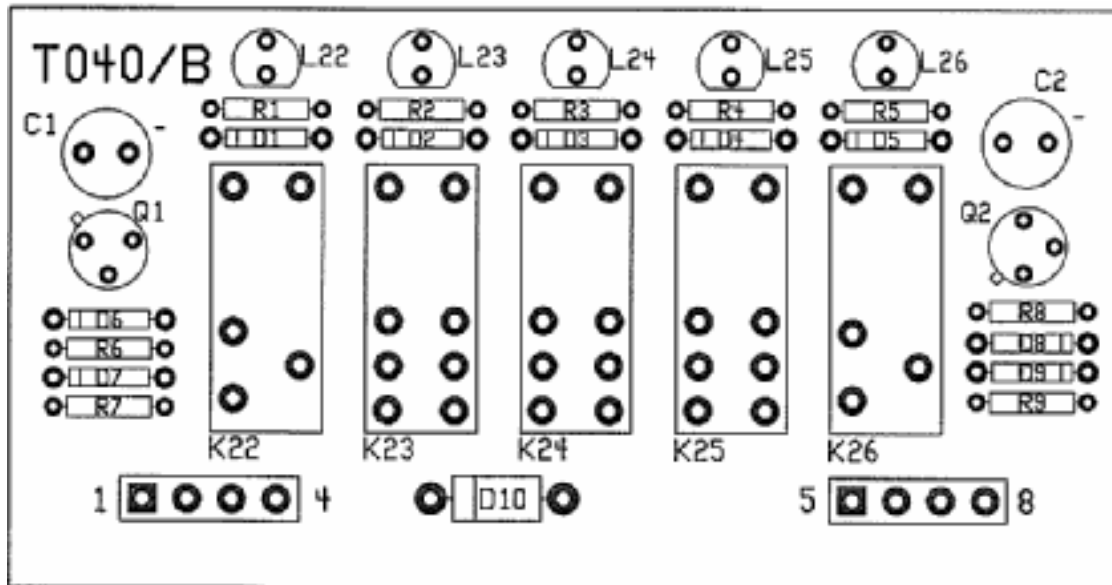 T040/B L22 L23 L24 L25 L26
C1 - R1 R2 R3 R4 R5 C2 -
D1 D2 D3 D4 D5
Q1 Q2
D6 R8
R6 D8
D7 D9
R7 R9
K22 K23 K24 K25 K26
1 4 D10 5 8